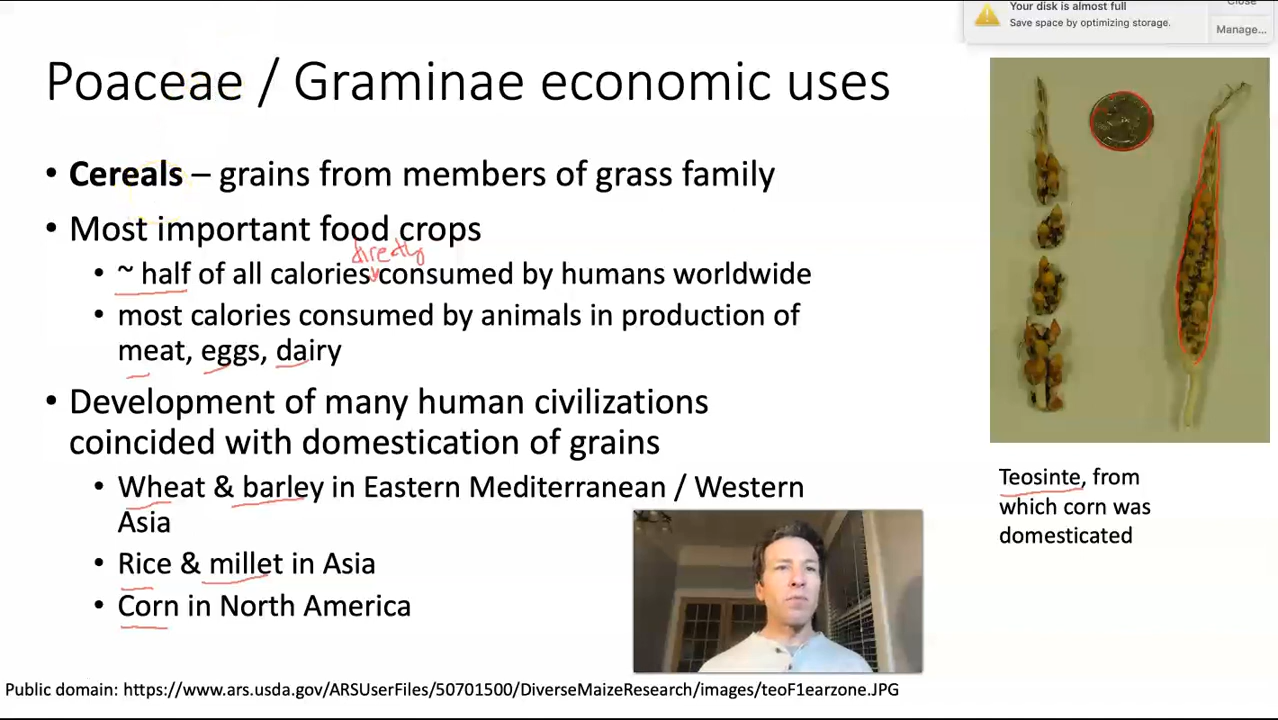 Your disk is almost full
Save space by optimizing storage.
Close
Manage...
Poaceae / Graminae economic uses
• Cereals – grains from members of grass family
• Most important food crops
directly
• ~ half of all calories consumed by humans worldwide
• most calories consumed by animals in production of
meat, eggs, dairy
• Development of many human civilizations
coincided with domestication of grains
• Wheat & barley in Eastern Mediterranean / Western
Asia
• Rice & millet in Asia
• Corn in North America
Teosinte, from
which corn was
domesticated
Public domain: https://www.ars.usda.gov/ARSUserFiles/50701500/DiverseMaizeResearch/images/teoF1earzone.JPG